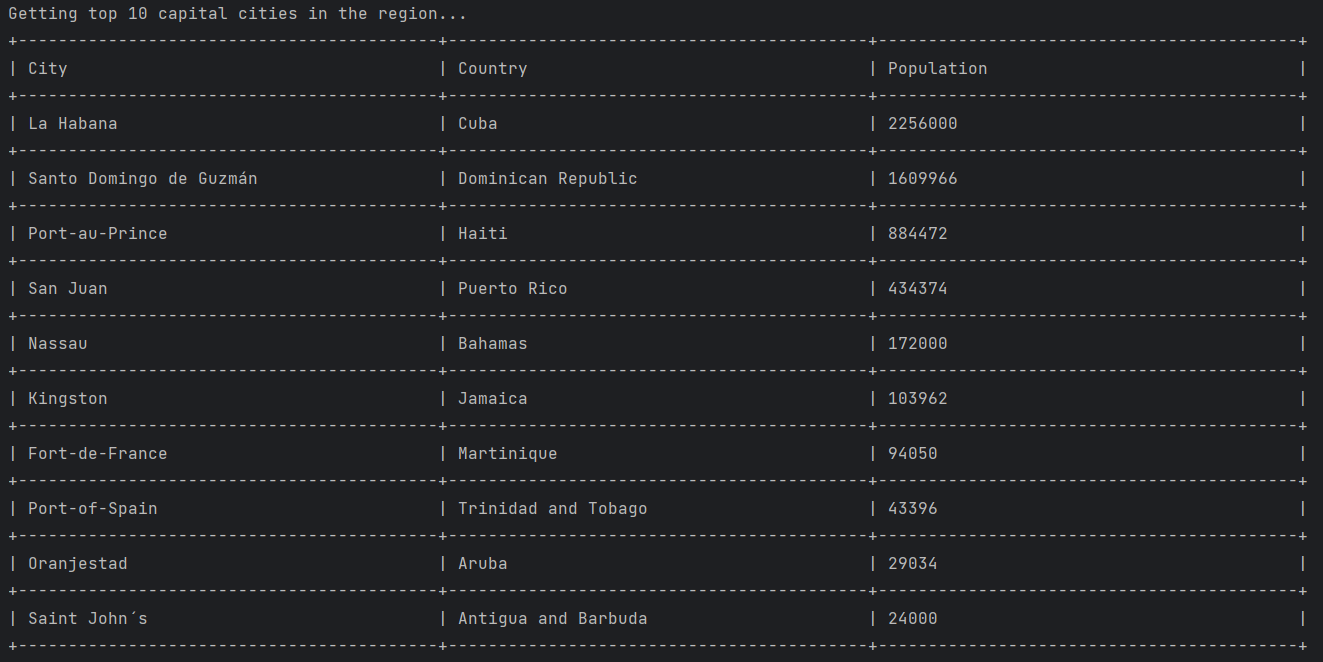 Getting top 10 capital cities in the region...
+------------------------------------------+------------------------------------------+------------------------------------------+
| City                                     | Country                                  | Population                               |
+------------------------------------------+------------------------------------------+------------------------------------------+
| La Habana                                | Cuba                                     | 2256000                                  |
+------------------------------------------+------------------------------------------+------------------------------------------+
| Santo Domingo de Guzmán                  | Dominican Republic                       | 1609966                                  |
+------------------------------------------+------------------------------------------+------------------------------------------+
| Port-au-Prince                           | Haiti                                    | 884472                                   |
+------------------------------------------+------------------------------------------+------------------------------------------+
| San Juan                                 | Puerto Rico                              | 434374                                   |
+------------------------------------------+------------------------------------------+------------------------------------------+
| Nassau                                   | Bahamas                                  | 172000                                   |
+------------------------------------------+------------------------------------------+------------------------------------------+
| Kingston                                 | Jamaica                                  | 103962                                   |
+------------------------------------------+------------------------------------------+------------------------------------------+
| Fort-de-France                           | Martinique                               | 94050                                    |
+------------------------------------------+------------------------------------------+------------------------------------------+
| Port-of-Spain                            | Trinidad and Tobago                      | 43396                                    |
+------------------------------------------+------------------------------------------+------------------------------------------+
| Oranjestad                               | Aruba                                    | 29034                                    |
+------------------------------------------+------------------------------------------+------------------------------------------+
| Saint John´s                             | Antigua and Barbuda                      | 24000                                    |
+------------------------------------------+------------------------------------------+------------------------------------------+